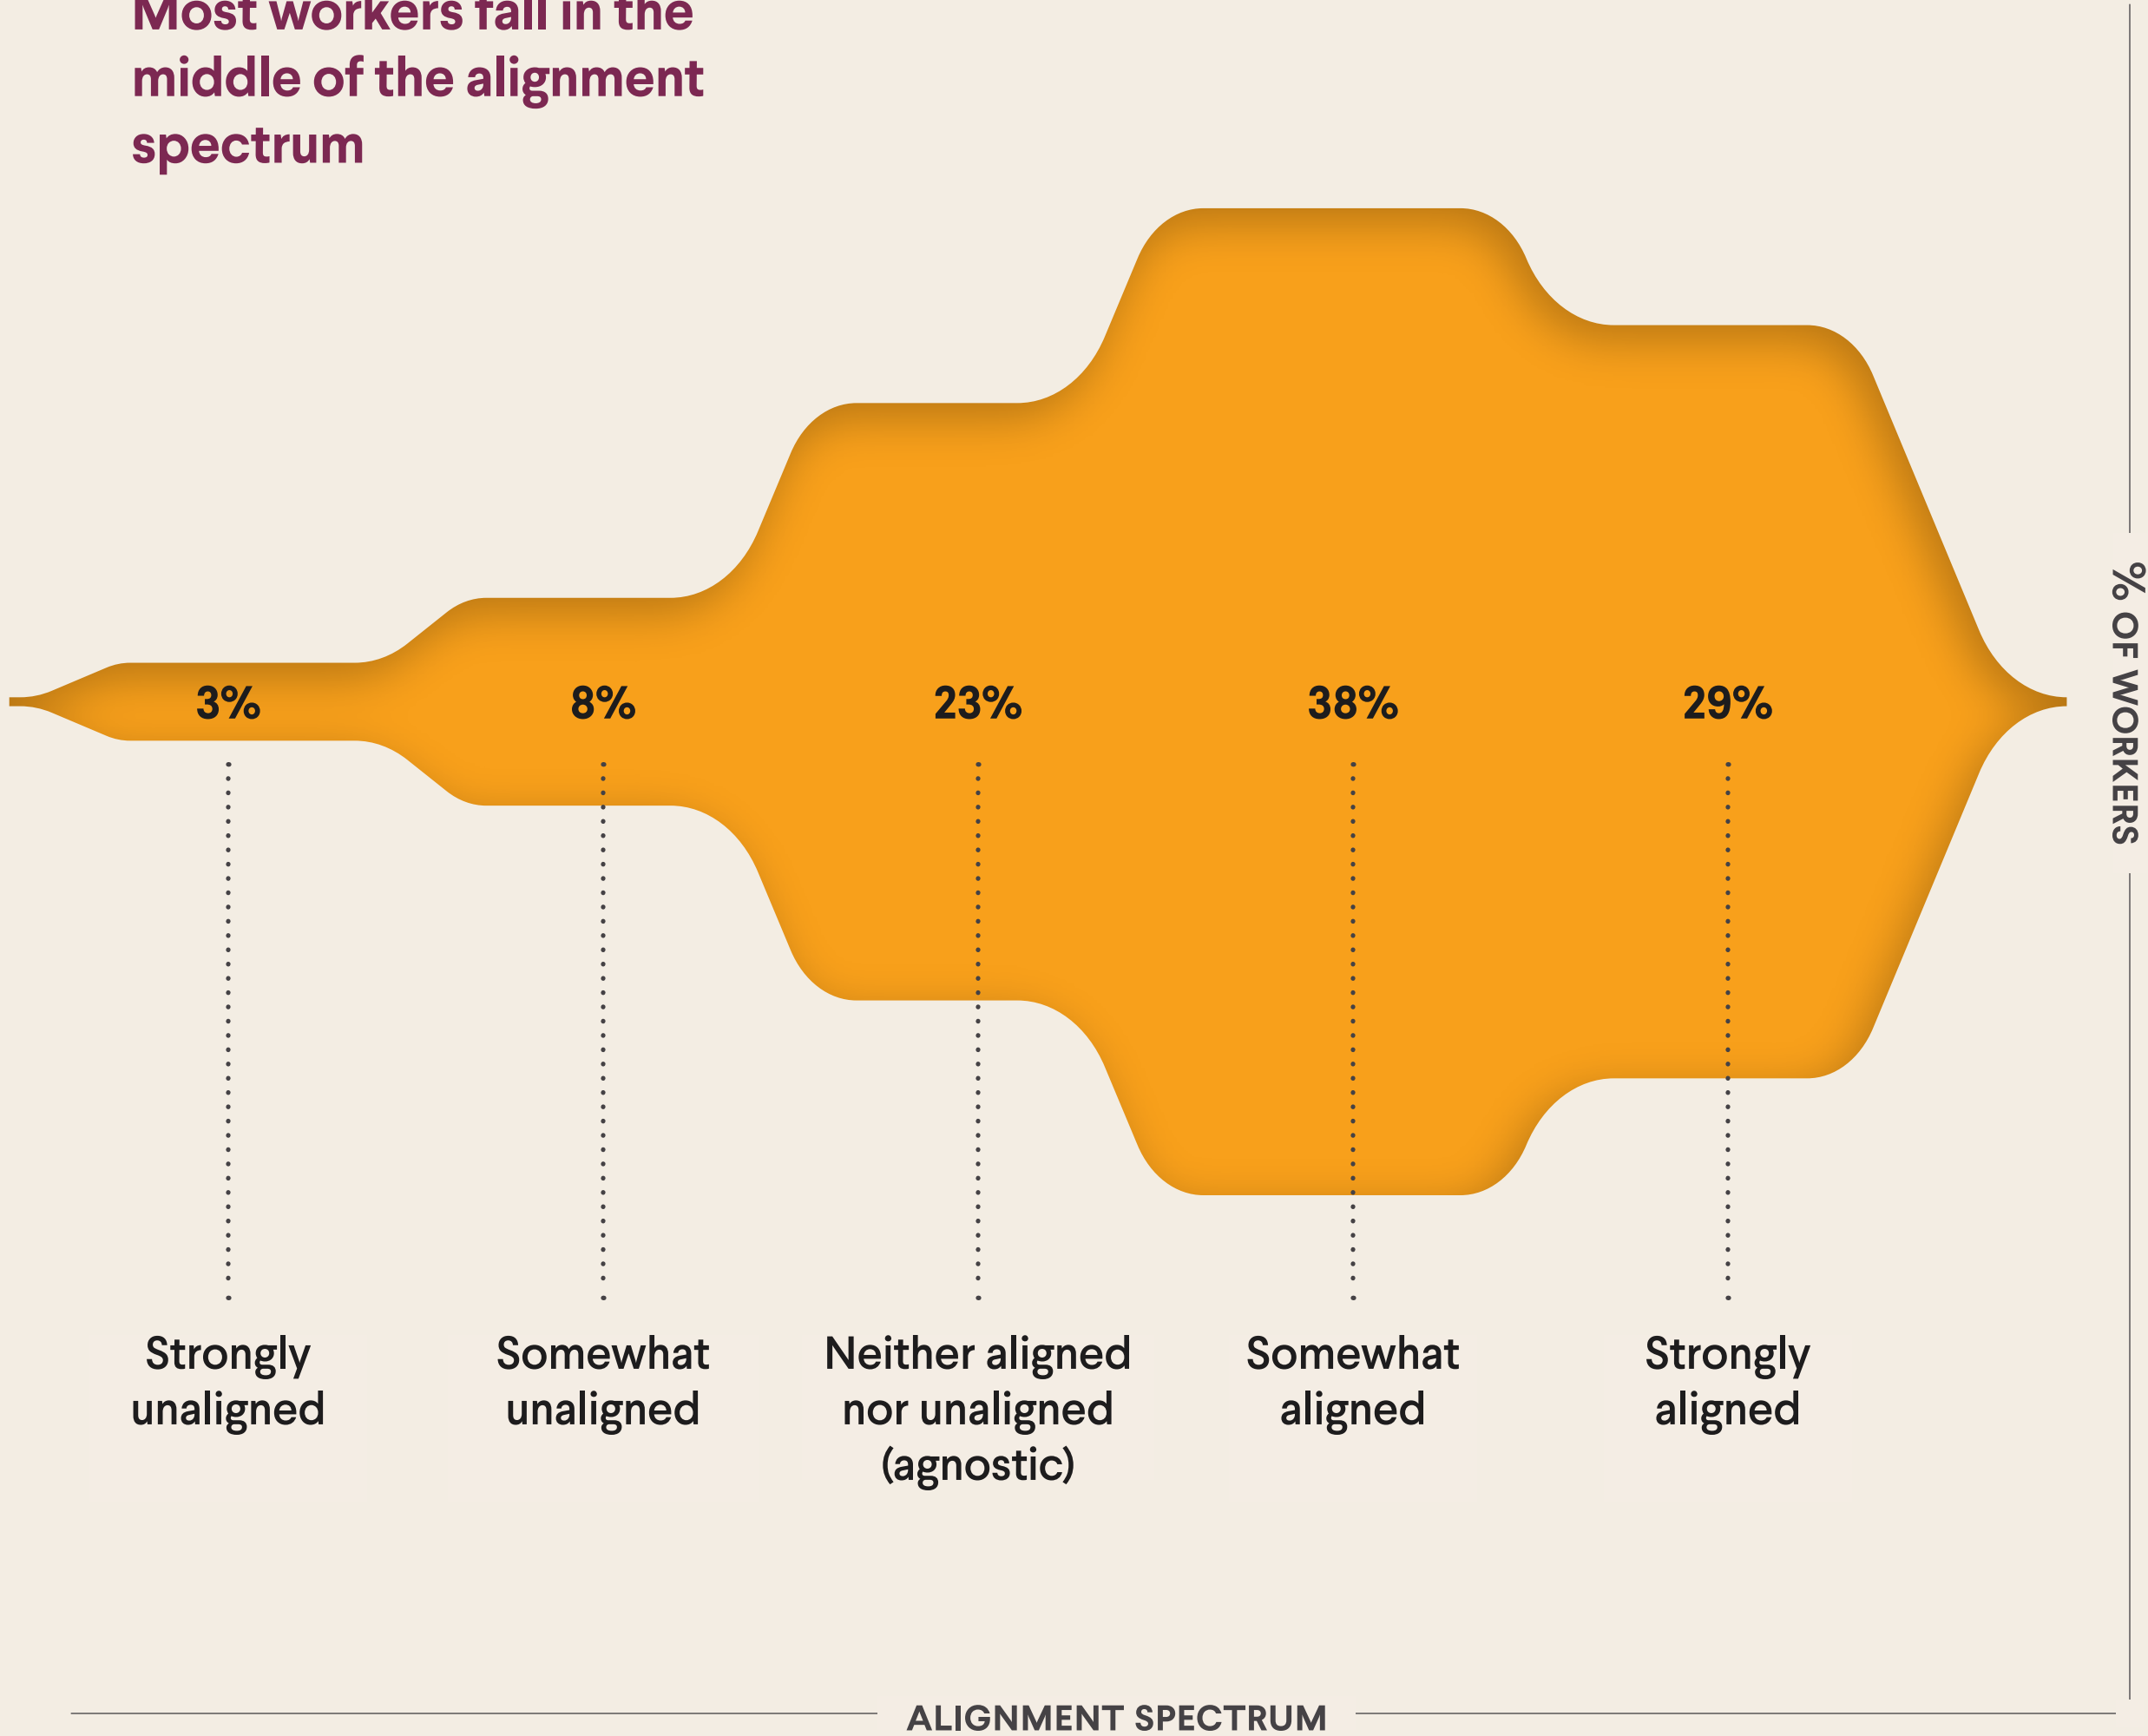 Most workers fall in the
middle of the alignment
spectrum
3%
8%
23%
38%
29%
% OF WORKERS
Strongly
unaligned
Somewhat
unaligned
Neither aligned
nor unaligned
(agnostic)
Somewhat
aligned
Strongly
aligned
ALIGNMENT SPECTRUM